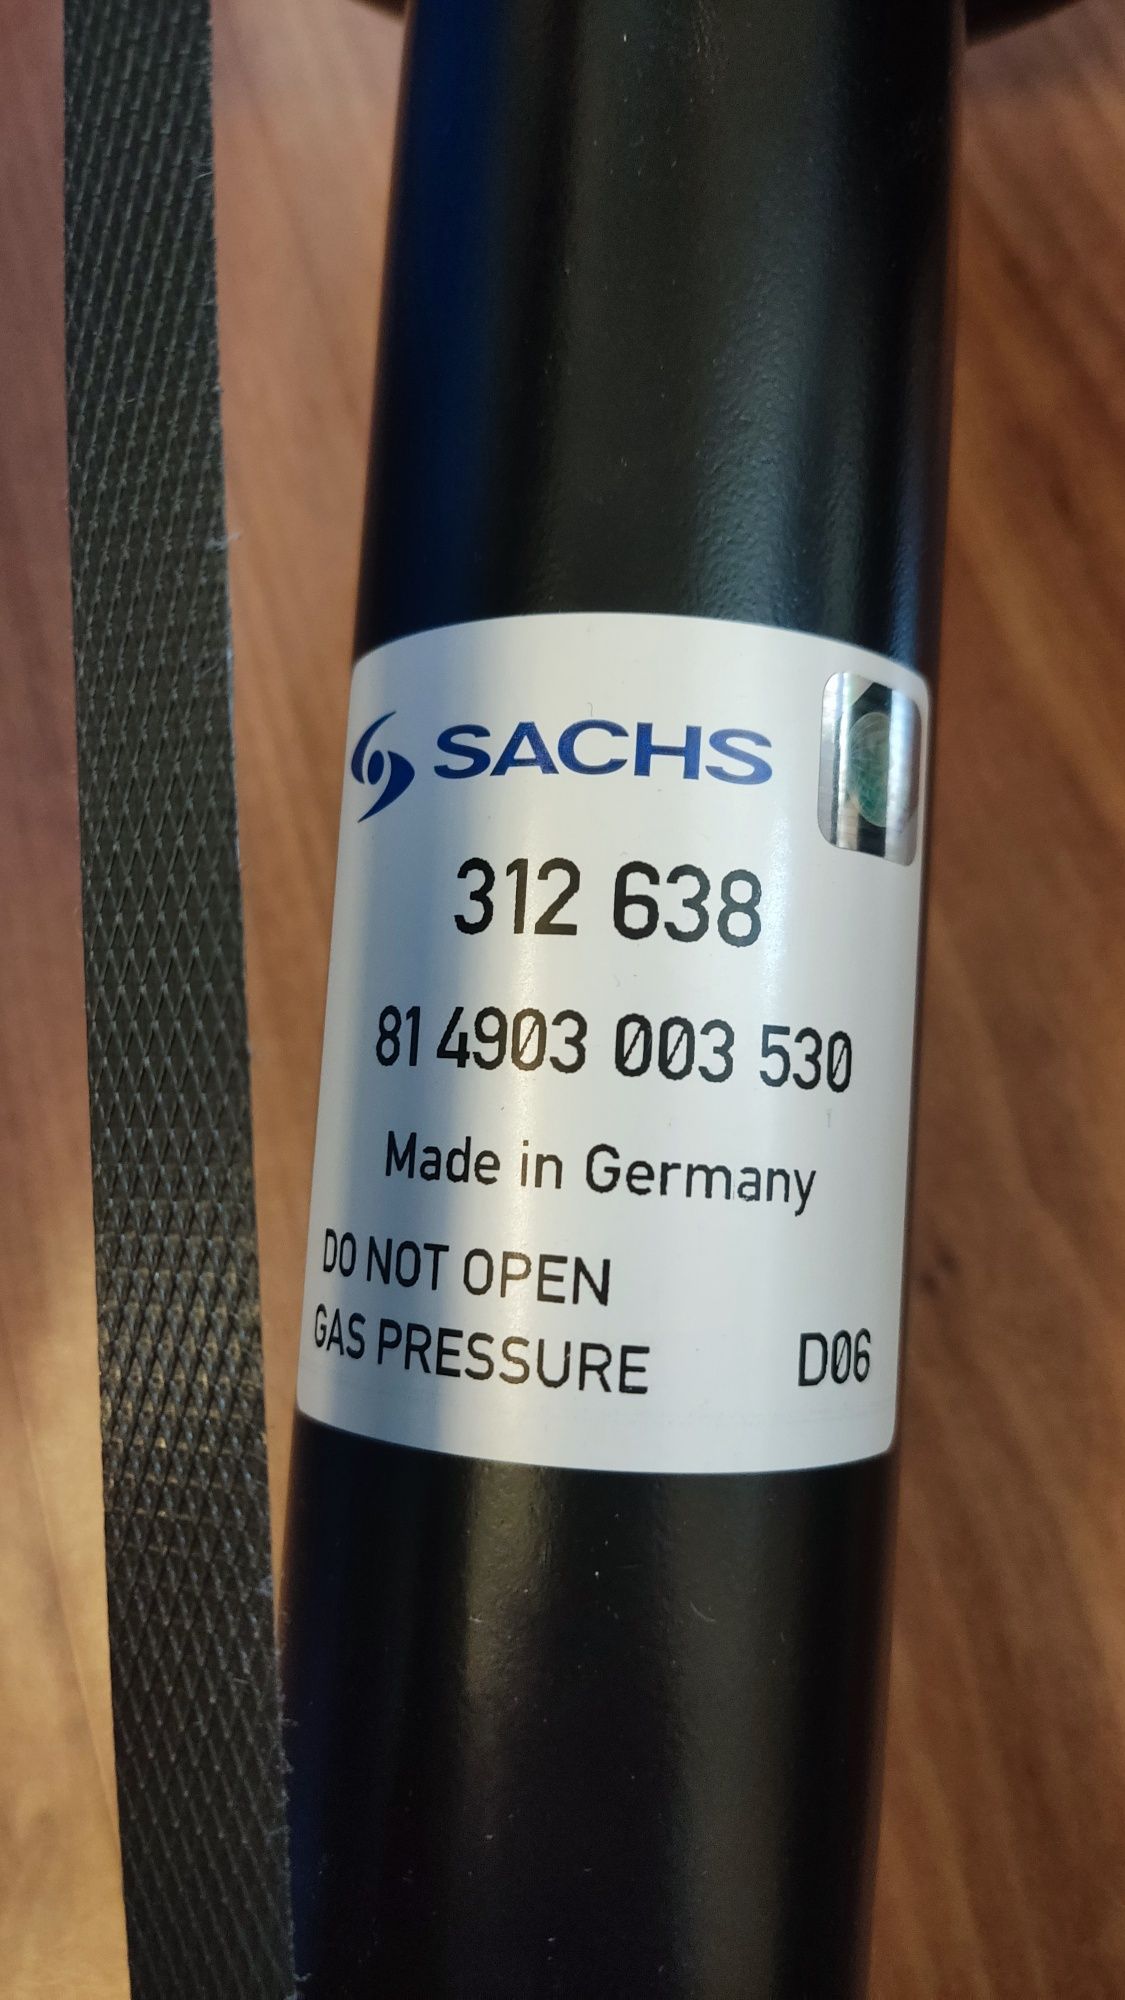 SACHS
312 638
81 4903 003 530
Made in Germany
DO NOT OPEN
GAS PRESSURE D06